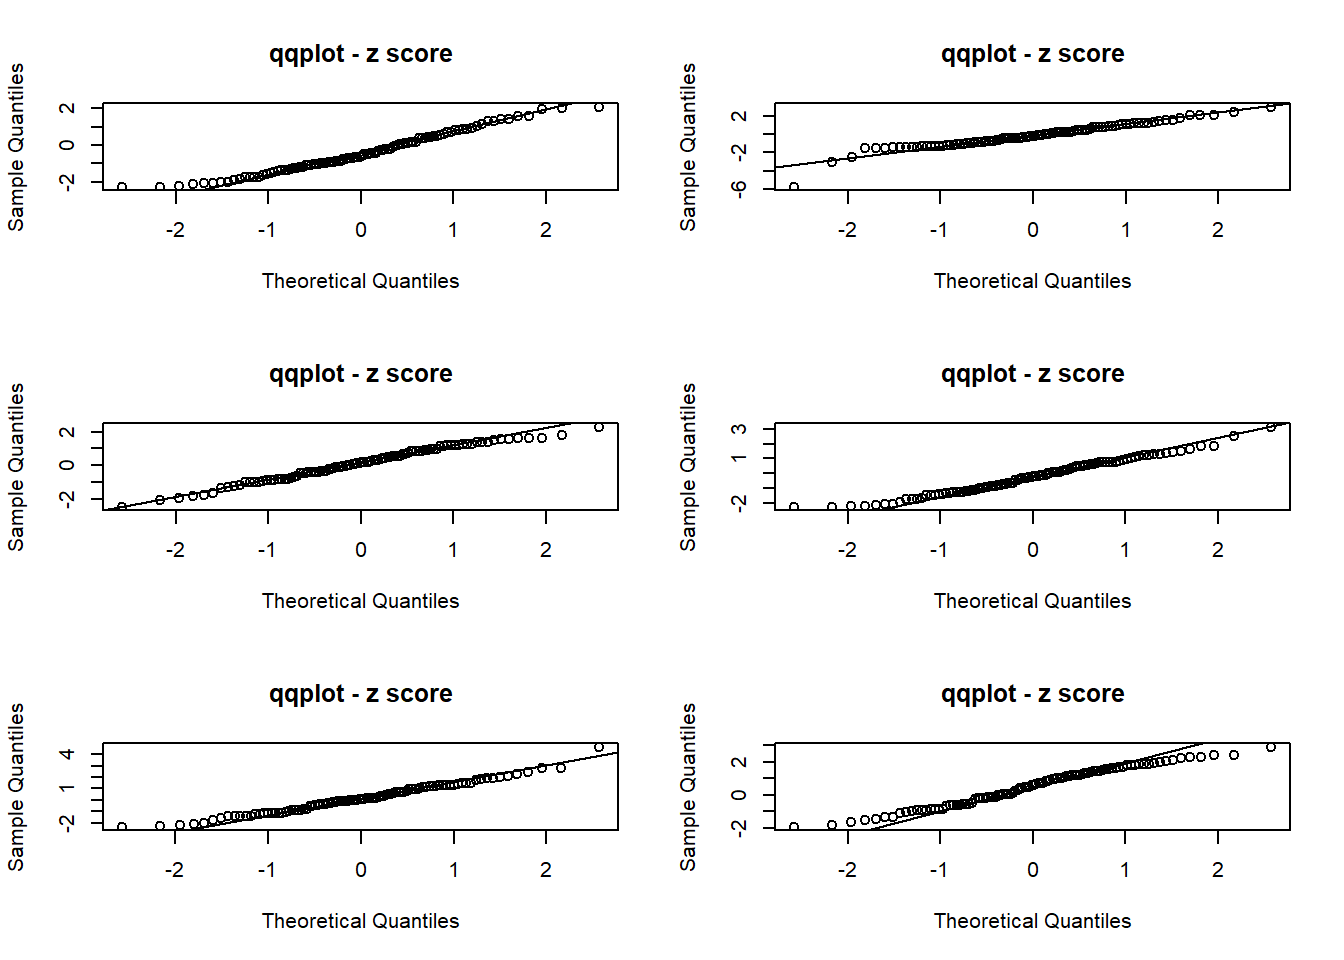 qqplot - z score
Sample Quantiles
2
0
-2
-2 -1 0 1 2
Theoretical Quantiles
qqplot - z score
Sample Quantiles
2
-2
-6
-2 -1 0 1 2
Theoretical Quantiles
qqplot - z score
Sample Quantiles
2
0
-2
-2 -1 0 1 2
Theoretical Quantiles
qqplot - z score
Sample Quantiles
3
1
-2
-2 -1 0 1 2
Theoretical Quantiles
qqplot - z score
Sample Quantiles
4
1
-2
-2 -1 0 1 2
Theoretical Quantiles
qqplot - z score
Sample Quantiles
2
0
-2
-2 -1 0 1 2
Theoretical Quantiles